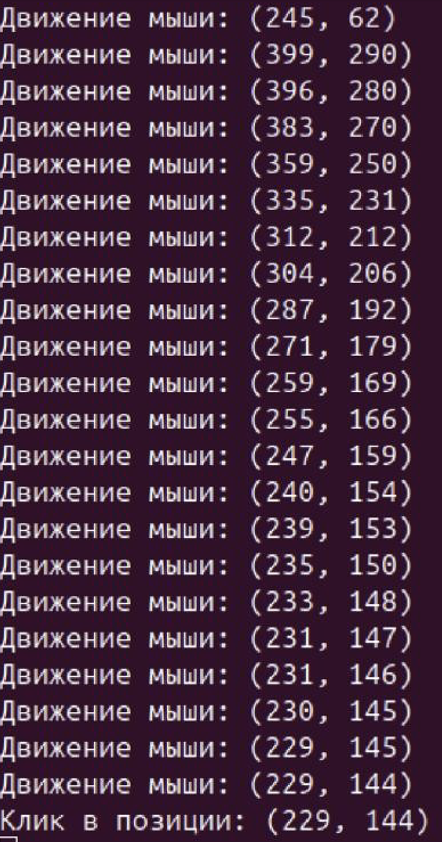 Движение мыши: (245, 62)
Движение мыши: (399, 290)
Движение мыши: (396, 280)
Движение мыши: (383, 270)
Движение мыши: (359, 250)
Движение мыши: (335, 231)
Движение мыши: (312, 212)
Движение мыши: (304, 206)
Движение мыши: (287, 192)
Движение мыши: (271, 179)
Движение мыши: (259, 169)
Движение мыши: (255, 166)
Движение мыши: (247, 159)
Движение мыши: (240, 154)
Движение мыши: (239, 153)
Движение мыши: (235, 150)
Движение мыши: (233, 148)
Движение мыши: (231, 147)
Движение мыши: (231, 146)
Движение мыши: (230, 145)
Движение мыши: (229, 145)
Движение мыши: (229, 144)
Клик в позиции: (229, 144)